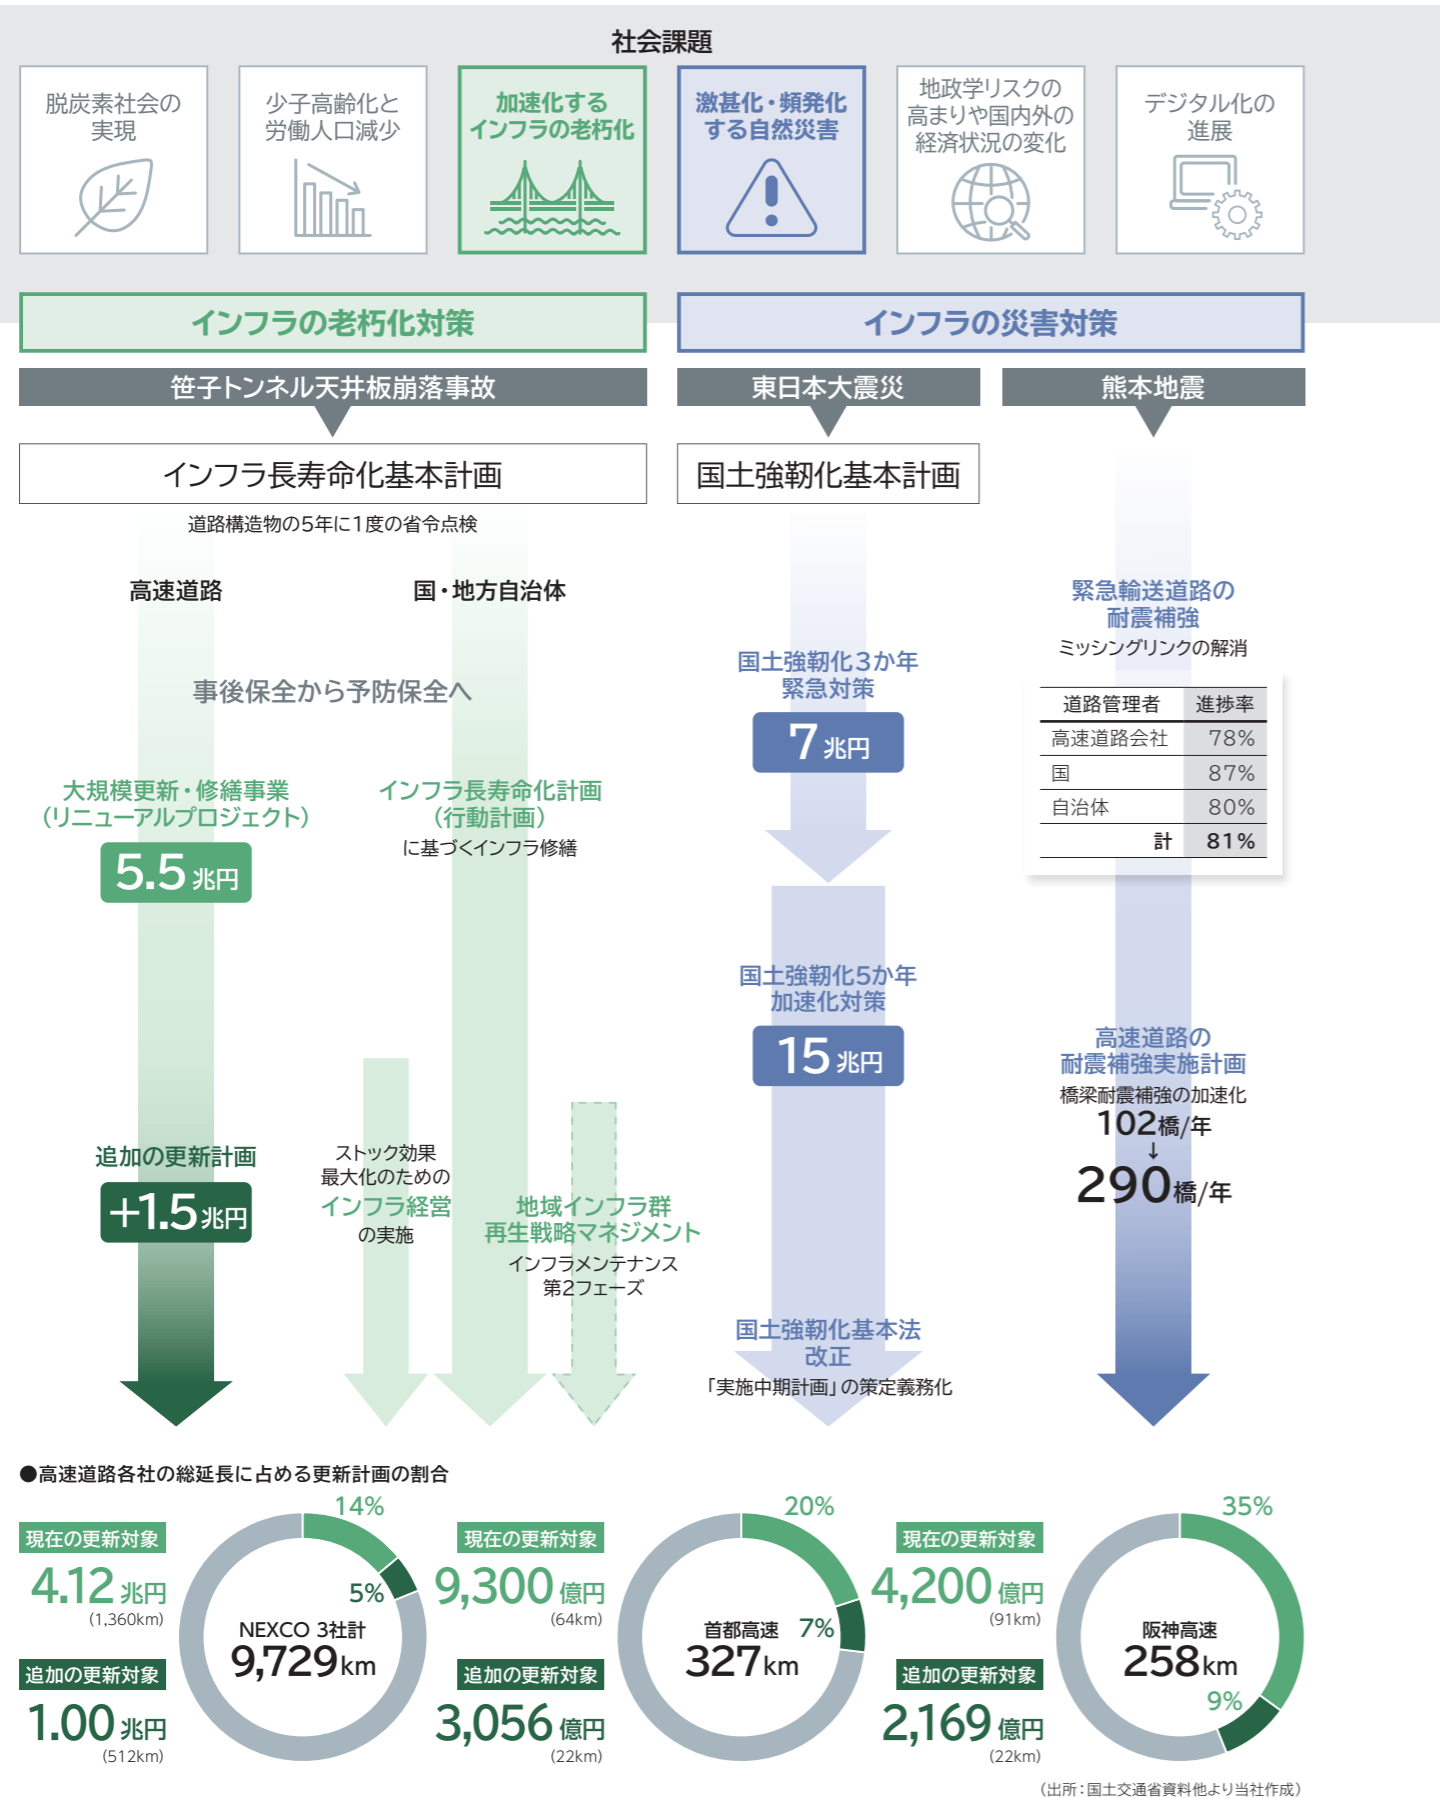 社会課題
脱炭素社会の
実現
少子高齢化と
労働人口減少
加速化する
インフラの老朽化
激甚化・頻発化
する自然災害
地政学リスクの
高まりや国内外の
経済状況の変化
デジタル化の
進展
インフラの老朽化対策
インフラの災害対策
笹子トンネル天井板崩落事故
東日本大震災
熊本地震
インフラ長寿命化基本計画
国土強靭化基本計画
道路構造物の5年に1度の省令点検
高速道路
国・地方自治体
事後保全から予防保全へ
大規模更新・修繕事業
（リニューアルプロジェクト）
5.5兆円
インフラ長寿命化計画
（行動計画）
に基づくインフラ修繕
追加の更新計画
+1.5兆円
ストック効果
最大化のための
インフラ経営
の実施
地域インフラ群
再生戦略マネジメント
インフラメンテナンス
第2フェーズ
国土強靭化3か年
緊急対策
7兆円
国土強靭化5か年
加速化対策
15兆円
国土強靭化基本法
改正
「実施中期計画」の策定義務化
緊急輸送道路の
耐震補強
ミッシングリンクの解消
道路管理者 進捗率
高速道路会社 78%
国 87%
自治体 80%
計 81%
高速道路の
耐震補強実施計画
橋梁耐震補強の加速化
102橋/年
↓
290橋/年
●高速道路各社の総延長に占める更新計画の割合
現在の更新対象
4.12兆円
(1,360km)
追加の更新対象
1.00兆円
(512km)
14%
5%
NEXCO 3社計
9,729km
現在の更新対象
9,300億円
(64km)
追加の更新対象
3,056億円
(22km)
20%
7%
首都高速
327km
現在の更新対象
4,200億円
(91km)
追加の更新対象
2,169億円
(22km)
35%
阪神高速
258km
9%
（出所：国土交通省資料他より当社作成）